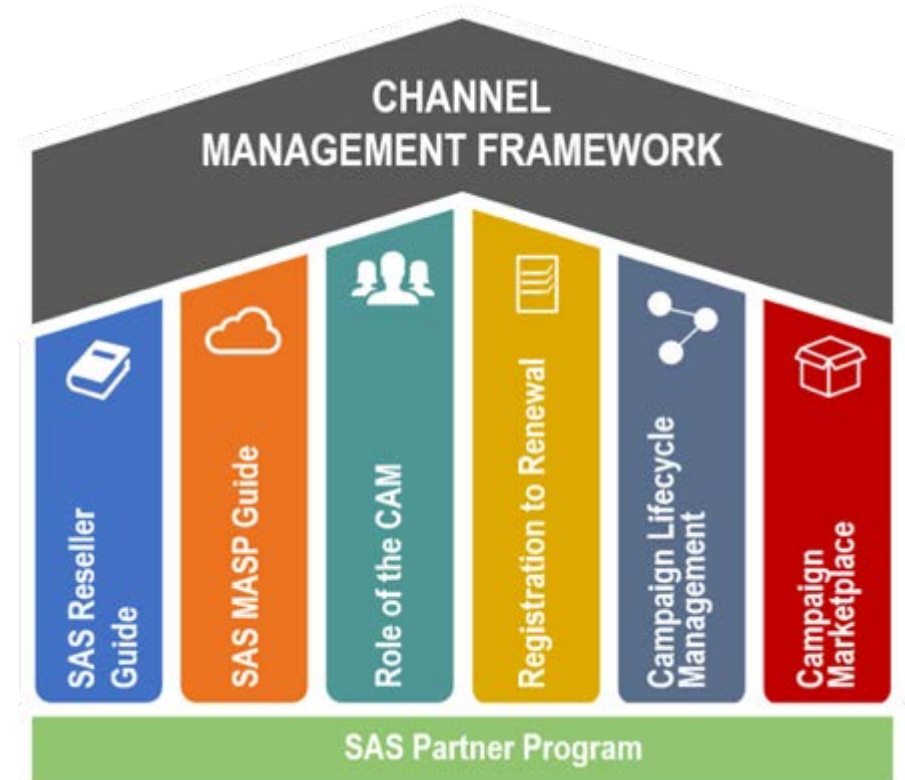 CHANNEL
MANAGEMENT FRAMEWORK
SAS Reseller
Guide
SAS MASP Guide
Role of the CAM
Registration to Renewal
Campaign Lifecycle
Management
Campaign
Marketplace
SAS Partner Program